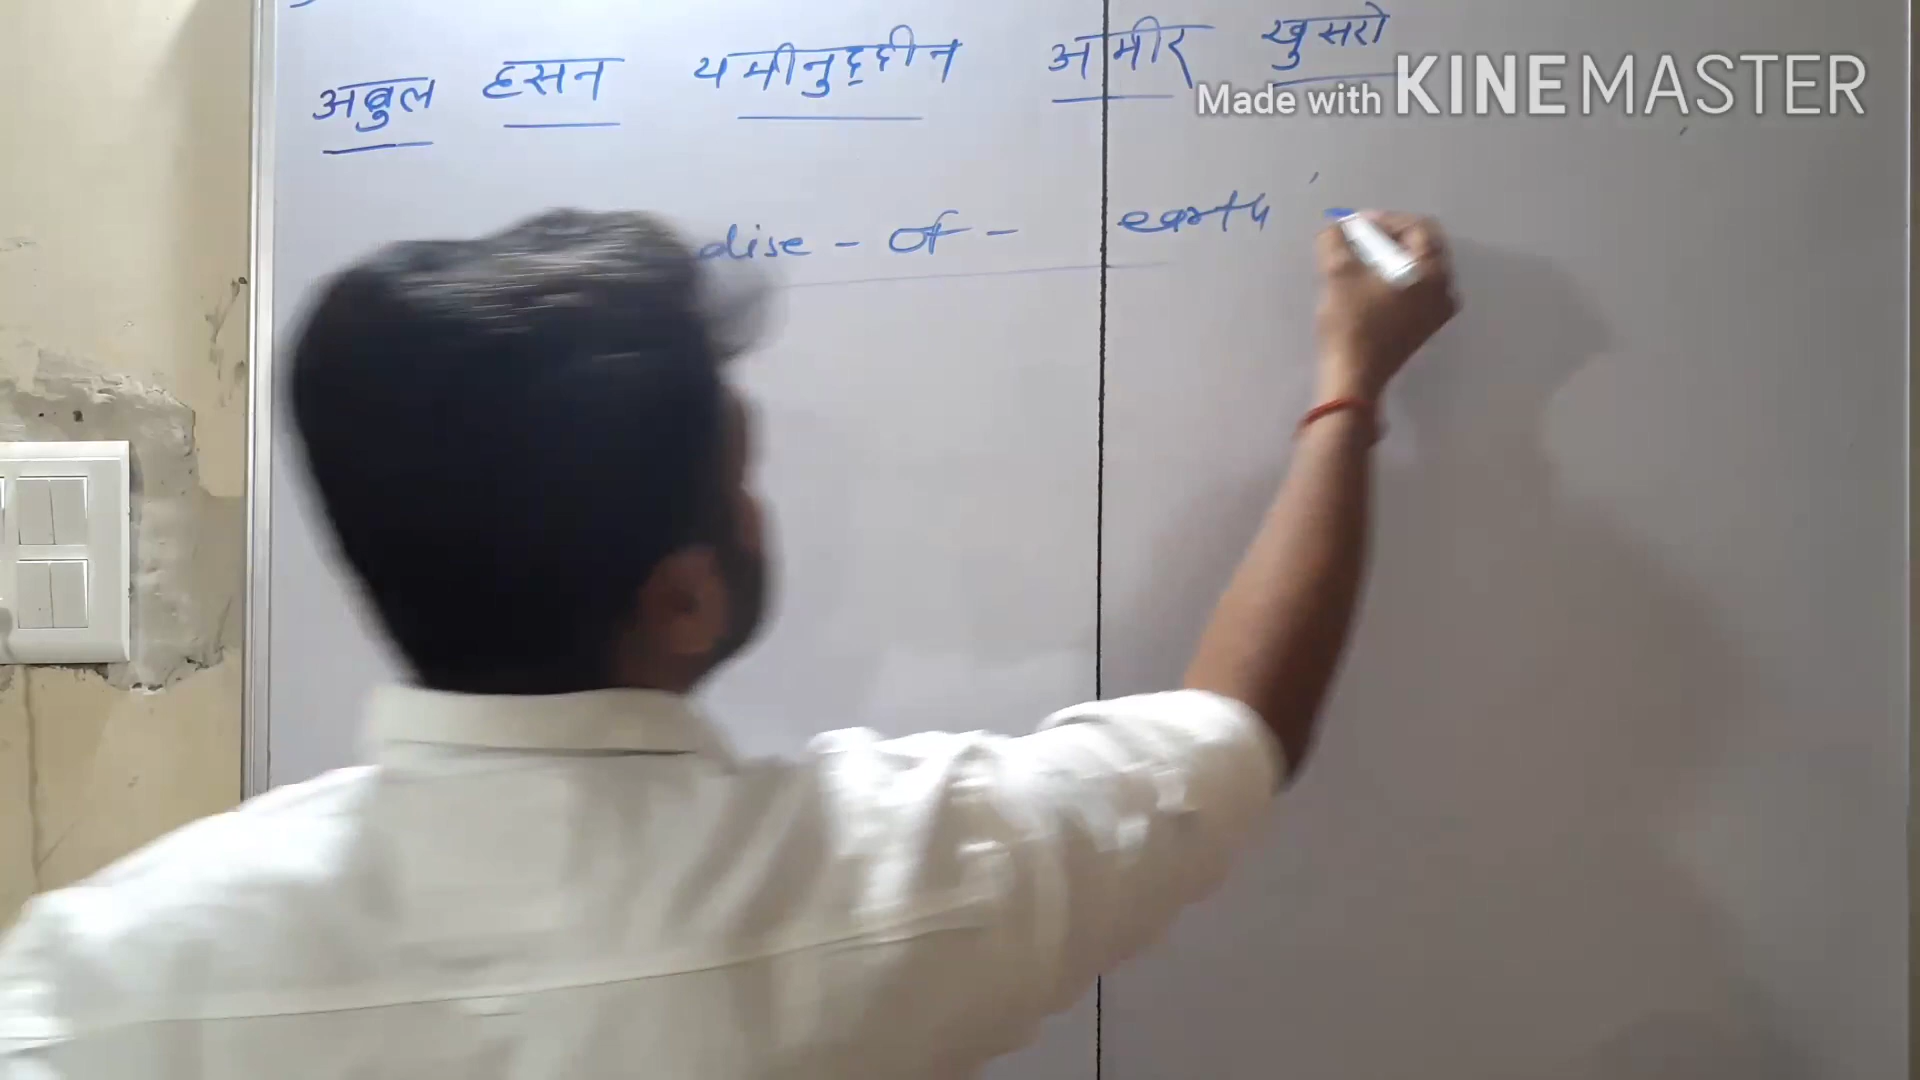 अबुल हसन यमीनुद्दीन अमीर खुसरो
Made with KINEMASTER
dise - of - earth '